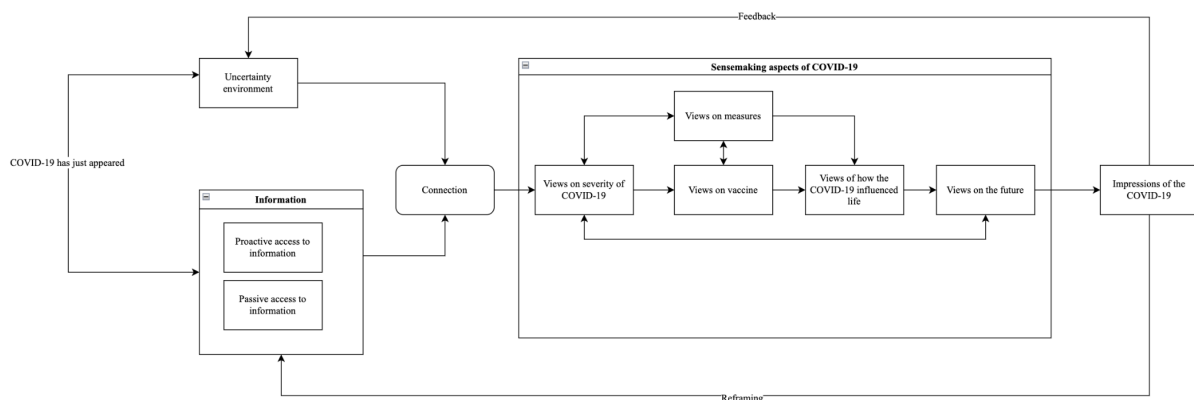 Feedback
Sensemaking aspects of COVID-19
Uncertainty
environment
Views on measures
COVID-19 has just appeared
Connection
Views on severity of
COVID-19
Views on vaccine
Views of how the
COVID-19 influenced
life
Views on the future
Impressions of the
COVID-19
Information
Proactive access to
information
Passive access to
information
Reframing